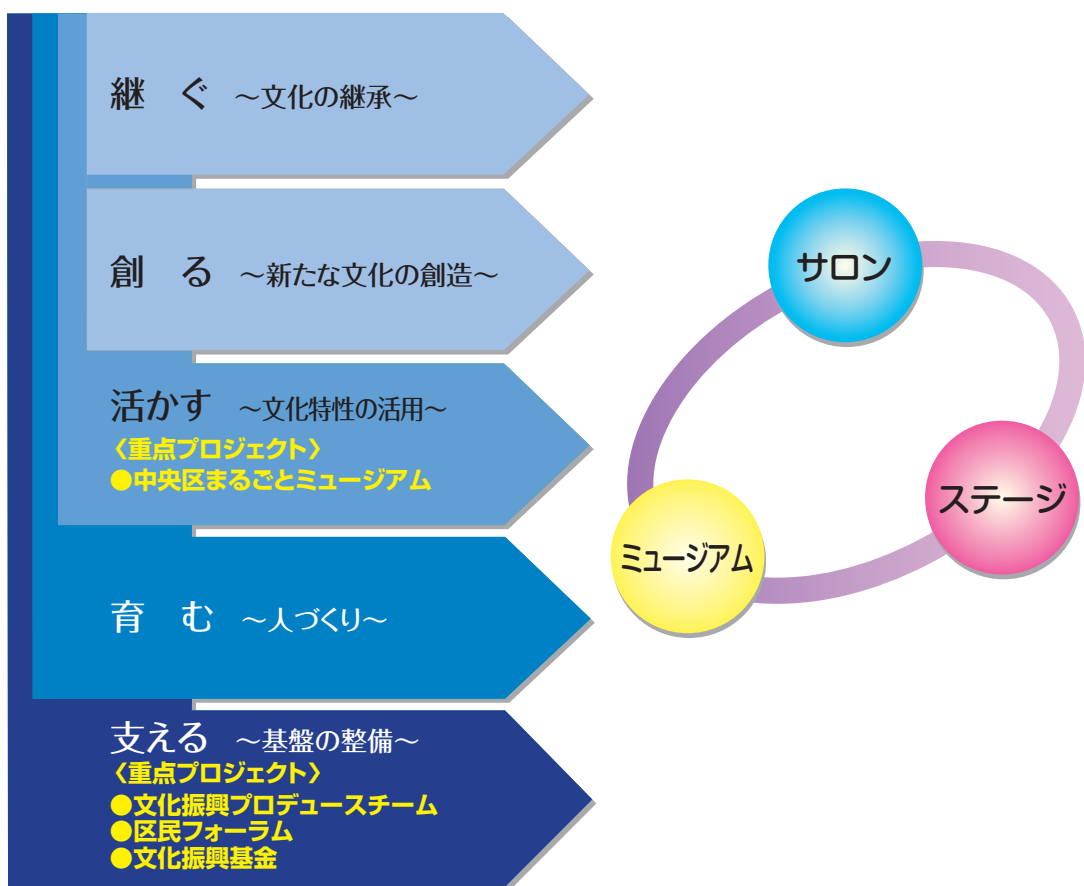 継 ぐ ～文化の継承～
創 る ～新たな文化の創造～
活かす ～文化特性の活用～
〈重点プロジェクト〉
●中央区まるごとミュージアム
育 む ～人づくり～
支える ～基盤の整備～
〈重点プロジェクト〉
●文化振興プロデュースチーム
●区民フォーラム
●文化振興基金
サロン
ステージ
ミュージアム